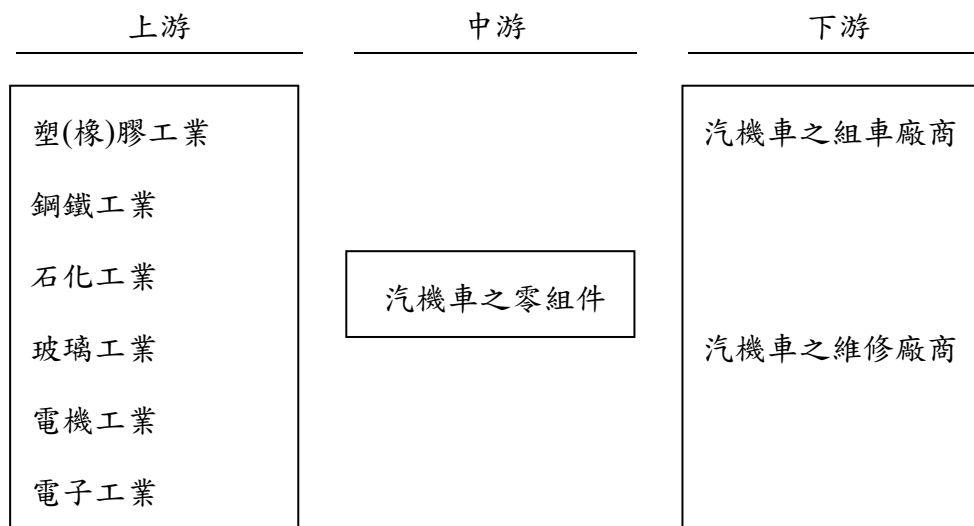 上游
中游
下游
塑(橡)膠工業
鋼鐵工業
石化工業
玻璃工業
電機工業
電子工業
汽機車之零組件
汽機車之組車廠商
汽機車之維修廠商